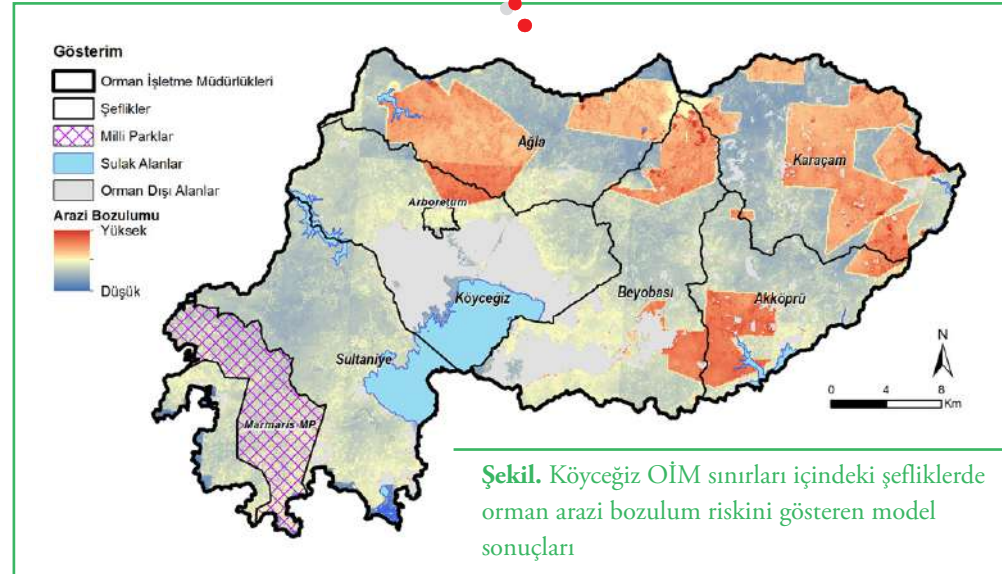 Gösterim
Orman İşletme Müdürlükleri
Şeflikler
Milli Parklar
Sulak Alanlar
Orman Dışı Alanlar
Arazi Bozulumu
Yüksek
Düşük
Ağla
Karaçam
Arboretum
Köyceğiz
Beyobası
Akköprü
Sultaniye
Marmaris MP
N
0 4 8
Km
Şekil. Köyceğiz OİM sınırları içindeki şefliklerde
orman arazi bozulum riskini gösteren model
sonuçları